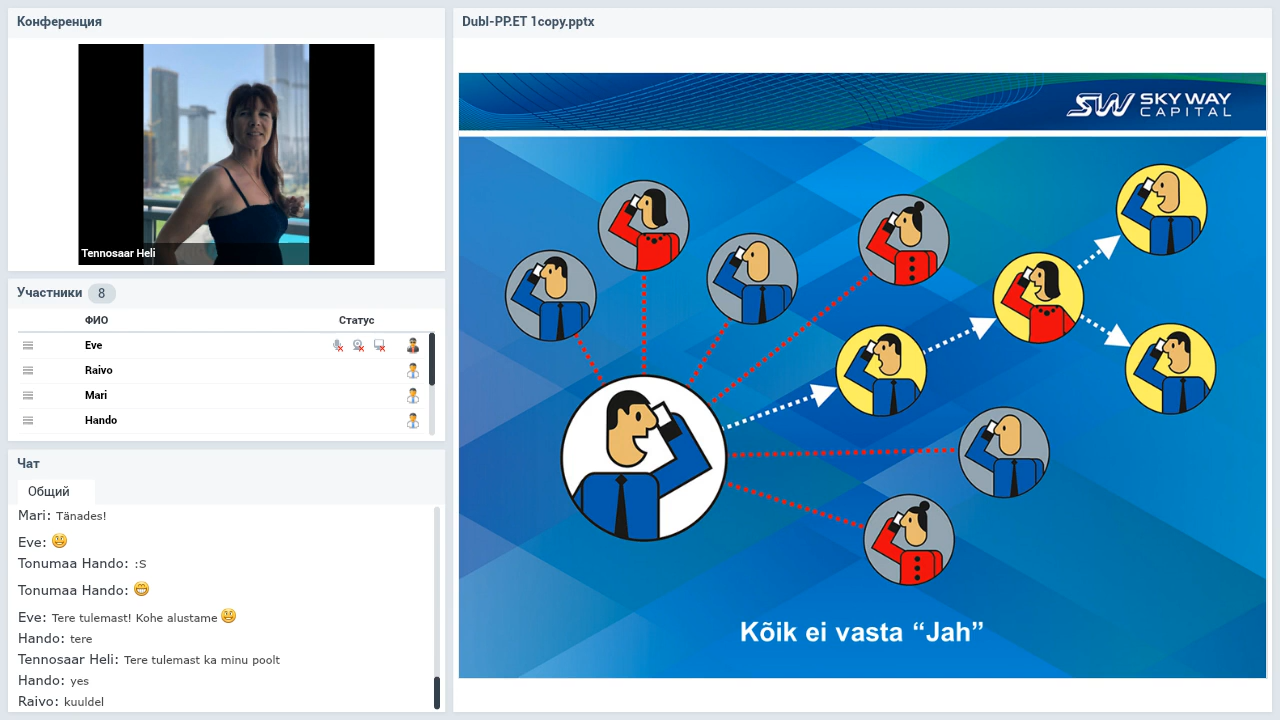 Конференция
Tennosaar Heli
Участники 8
ФИО Статус
Eve
Raivo
Mari
Hando
Чат
Общий
Mari: Tänades!
Eve:
Tonumaa Hando: :S
Tonumaa Hando:
Eve: Tere tulemast! Kohe alustame
Hando: tere
Tennosaar Heli: Tere tulemast ka minu poolt
Hando: yes
Raivo: kuuldel
Dubl-PP.ET 1copy.pptx
SW SKY WAY
CAPITAL
Kõik ei vasta “Jah”